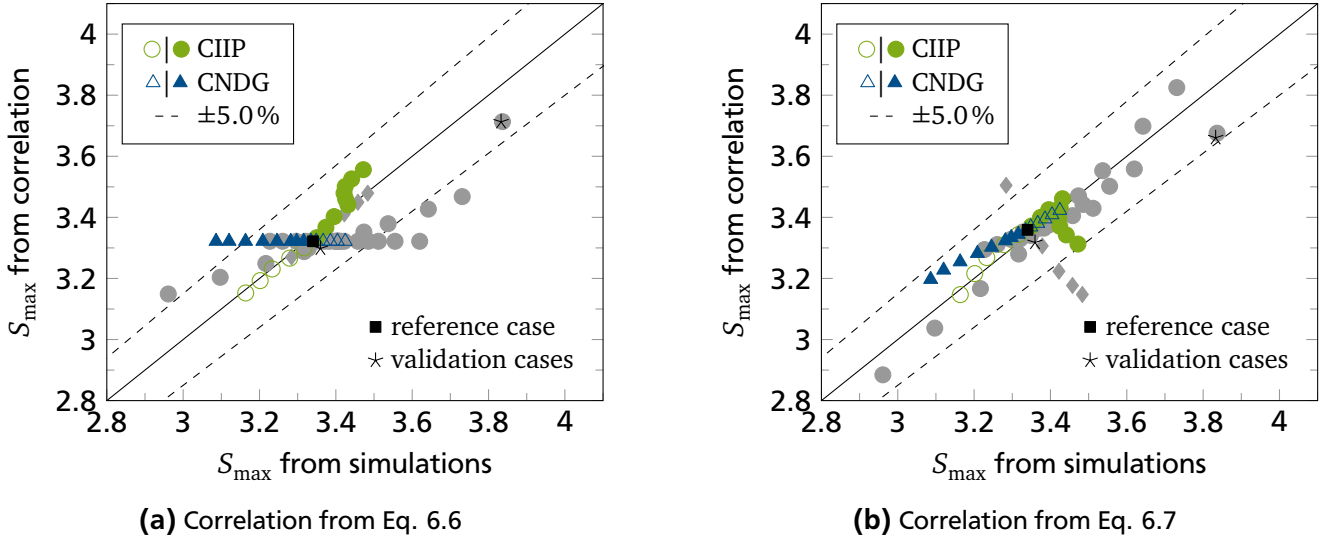 4
3.8
3.6
3.4
3.2
3
2.8
2.8 3 3.2 3.4 3.6 3.8 4
S_max from correlation
S_max from simulations
CIIP
CNDG
±5.0%
reference case
validation cases
(a) Correlation from Eq. 6.6
4
3.8
3.6
3.4
3.2
3
2.8
2.8 3 3.2 3.4 3.6 3.8 4
S_max from correlation
S_max from simulations
CIIP
CNDG
±5.0%
reference case
validation cases
(b) Correlation from Eq. 6.7